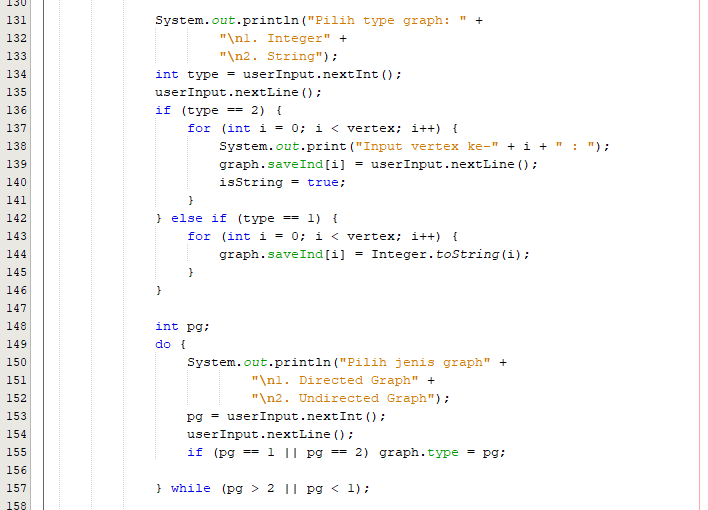 130
131 System.out.println("Pilih type graph: " +
132 "\n1. Integer" +
133 "\n2. String");
134 int type = userInput.nextInt();
135 userInput.nextLine();
136 if (type == 2) {
137 for (int i = 0; i < vertex; i++) {
138 System.out.print("Input vertex ke-" + i + " : ");
139 graph.saveInd[i] = userInput.nextLine();
140 isString = true;
141 }
142 } else if (type == 1) {
143 for (int i = 0; i < vertex; i++) {
144 graph.saveInd[i] = Integer.toString(i);
145 }
146 }
147
148 int pg;
149 do {
150 System.out.println("Pilih jenis graph" +
151 "\n1. Directed Graph" +
152 "\n2. Undirected Graph");
153 pg = userInput.nextInt();
154 userInput.nextLine();
155 if (pg == 1 || pg == 2) graph.type = pg;
156
157 } while (pg > 2 || pg < 1);
158